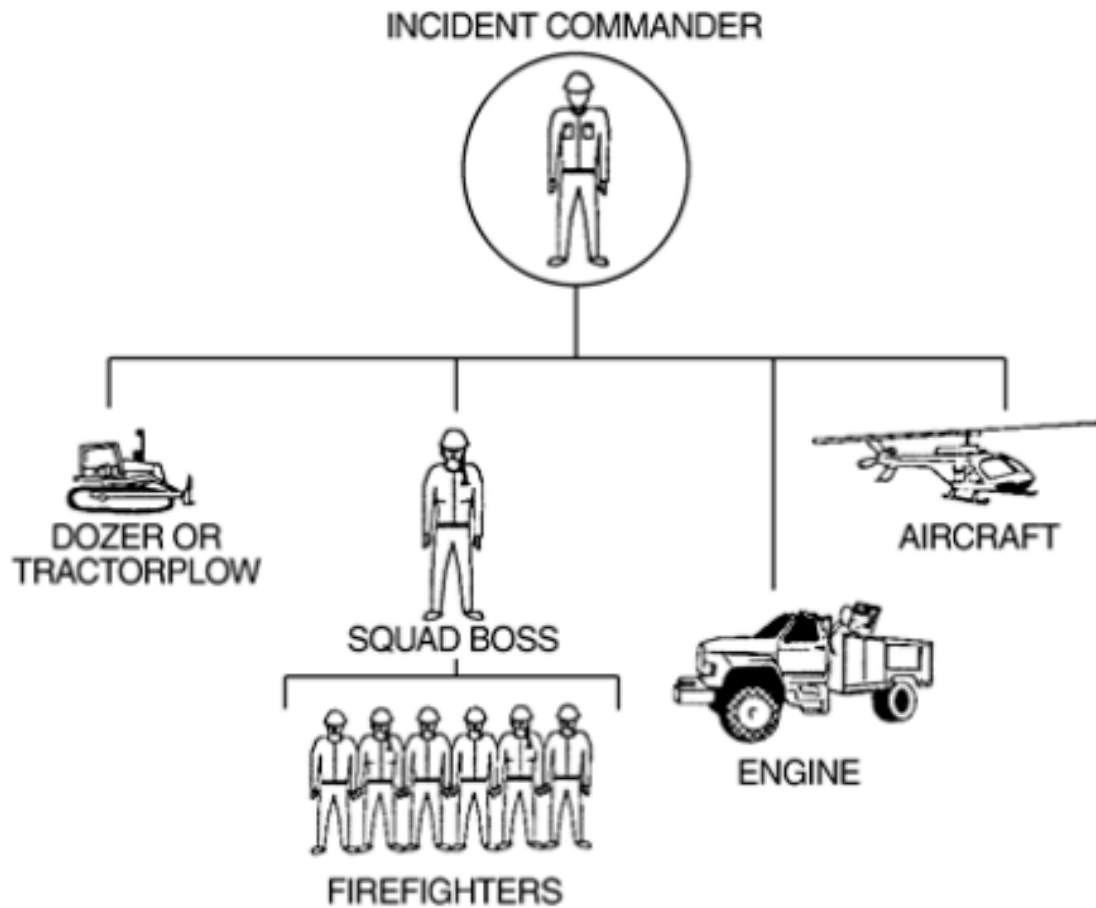 INCIDENT COMMANDER
DOZER OR
TRACTORPLOW
SQUAD BOSS
FIREFIGHTERS
ENGINE
AIRCRAFT